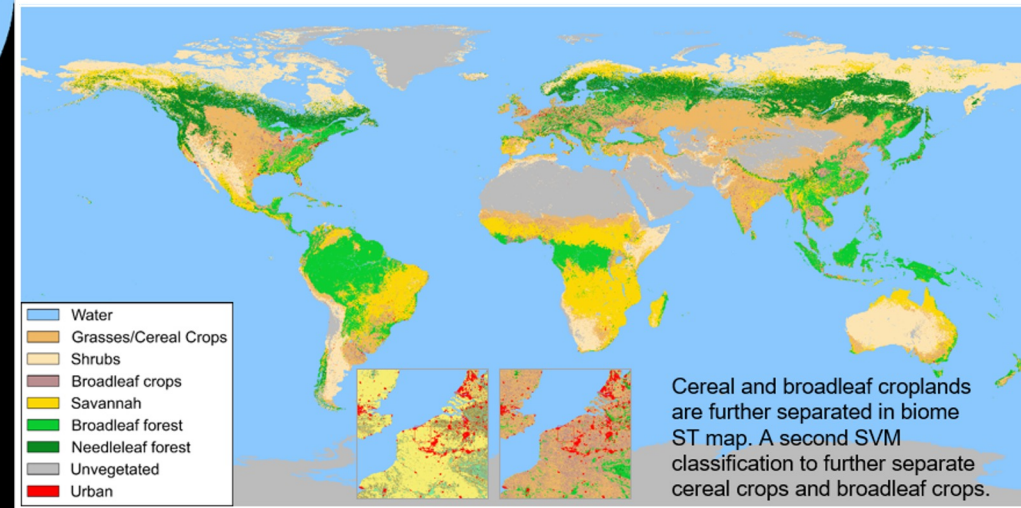 Water
Grasses/Cereal Crops
Shrubs
Broadleaf crops
Savannah
Broadleaf forest
Needleleaf forest
Unvegetated
Urban
Cereal and broadleaf croplands
are further separated in biome
ST map. A second SVM
classification to further separate
cereal crops and broadleaf crops.